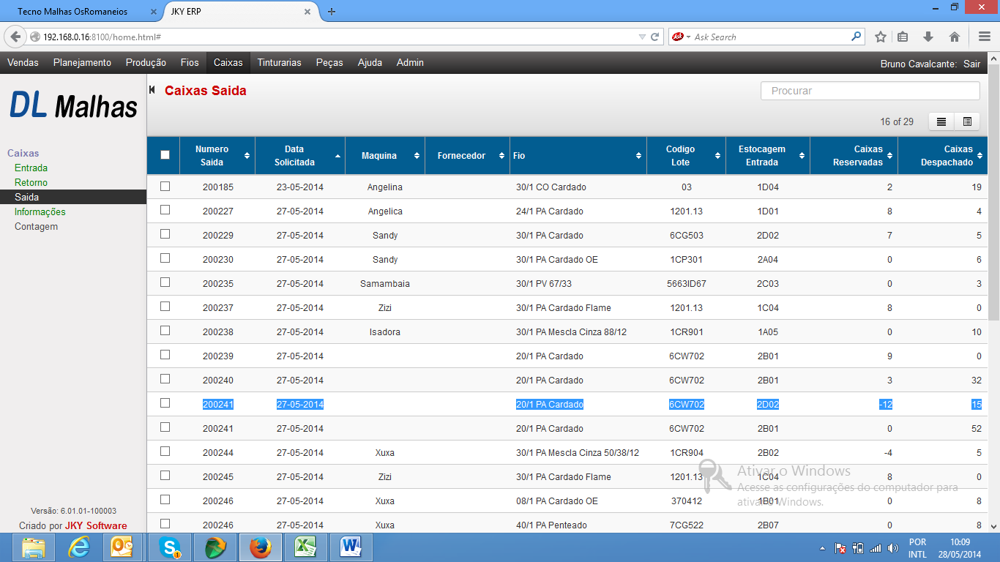 Tecno Malhas OsRomaneios × JKY ERP × +
192.168.0.16:8100/home.html#
Ask Search
Vendas Planejamento Produção Fios Caixas Tinturarias Peças Ajuda Admin Bruno Cavalcante: Sair
DL Malhas
Caixas
Entrada
Retorno
Saida
Informações
Contagem
Versão: 6.01.01-100003
Criado por JKY Software
Caixas Saida
Procurar
16 of 29
Numero Saida Data Solicitada Maquina Fornecedor Fio Codigo Lote Estocagem Entrada Caixas Reservadas Caixas Despachado
200185 23-05-2014 Angelina 30/1 CO Cardado 03 1D04 2 19
200227 27-05-2014 Angelica 24/1 PA Cardado 1201.13 1D01 8 4
200229 27-05-2014 Sandy 30/1 PA Cardado 6CG503 2D02 7 5
200230 27-05-2014 Sandy 30/1 PA Cardado OE 1CP301 2A04 0 6
200235 27-05-2014 Samambaia 30/1 PV 67/33 5663ID67 2C03 0 3
200237 27-05-2014 Zizi 30/1 PA Cardado Flame 1201.13 1C04 8 0
200238 27-05-2014 Isadora 30/1 PA Mescla Cinza 88/12 1CR901 1A05 0 10
200239 27-05-2014 20/1 PA Cardado 6CW702 2B01 9 0
200240 27-05-2014 20/1 PA Cardado 6CW702 2B01 3 32
200241 27-05-2014 20/1 PA Cardado 6CW702 2D02 -12 15
200241 27-05-2014 20/1 PA Cardado 6CW702 2B01 0 52
200244 27-05-2014 Xuxa 30/1 PA Mescla Cinza 50/38/12 1CR904 2B02 -4 5
200245 27-05-2014 Zizi 30/1 PA Cardado Flame 1201.13 1C04 8 0
200246 27-05-2014 Xuxa 08/1 PA Cardado OE 370412 1B01 0 8
200246 27-05-2014 Xuxa 40/1 PA Penteado 7CG522 2B07 0 8
Ativar o Windows
Acesse as configurações do computador para
ativar o Windows.
POR 10:09
INTL 28/05/2014